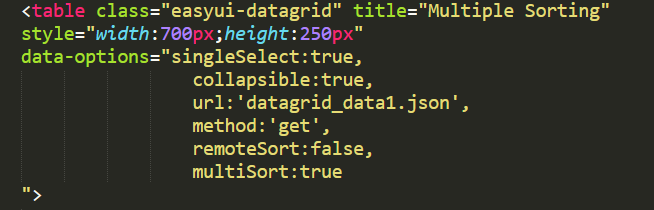 <table class="easyui-datagrid" title="Multiple Sorting"
style="width:700px;height:250px"
data-options="singleSelect:true,
collapsible:true,
url:'datagrid_data1.json',
method:'get',
remoteSort:false,
multiSort:true
">